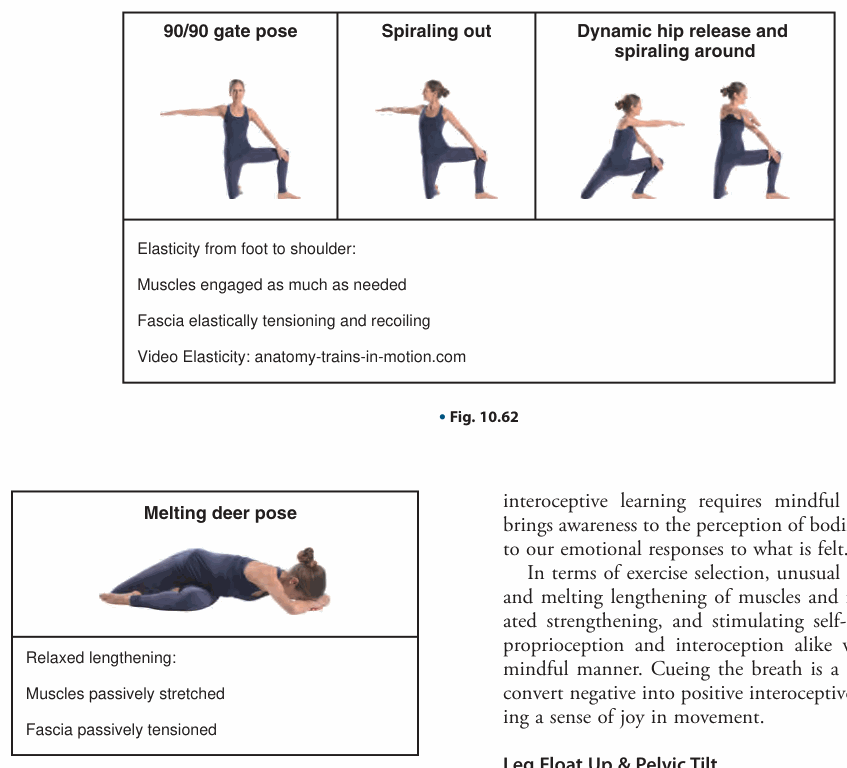 90/90 gate pose
Spiraling out
Dynamic hip release and
spiraling around
Elasticity from foot to shoulder:
Muscles engaged as much as needed
Fascia elastically tensioning and recoiling
Video Elasticity: anatomy-trains-in-motion.com
• Fig. 10.62
Melting deer pose
Relaxed lengthening:
Muscles passively stretched
Fascia passively tensioned
interoceptive learning requires mindful
brings awareness to the perception of bodi
to our emotional responses to what is felt.
In terms of exercise selection, unusual
and melting lengthening of muscles and
ated strengthening, and stimulating self-
proprioception and interoception alike
mindful manner. Cueing the breath is a
convert negative into positive interoceptive
ing a sense of joy in movement.
Leg Float Up & Pelvic Tilt